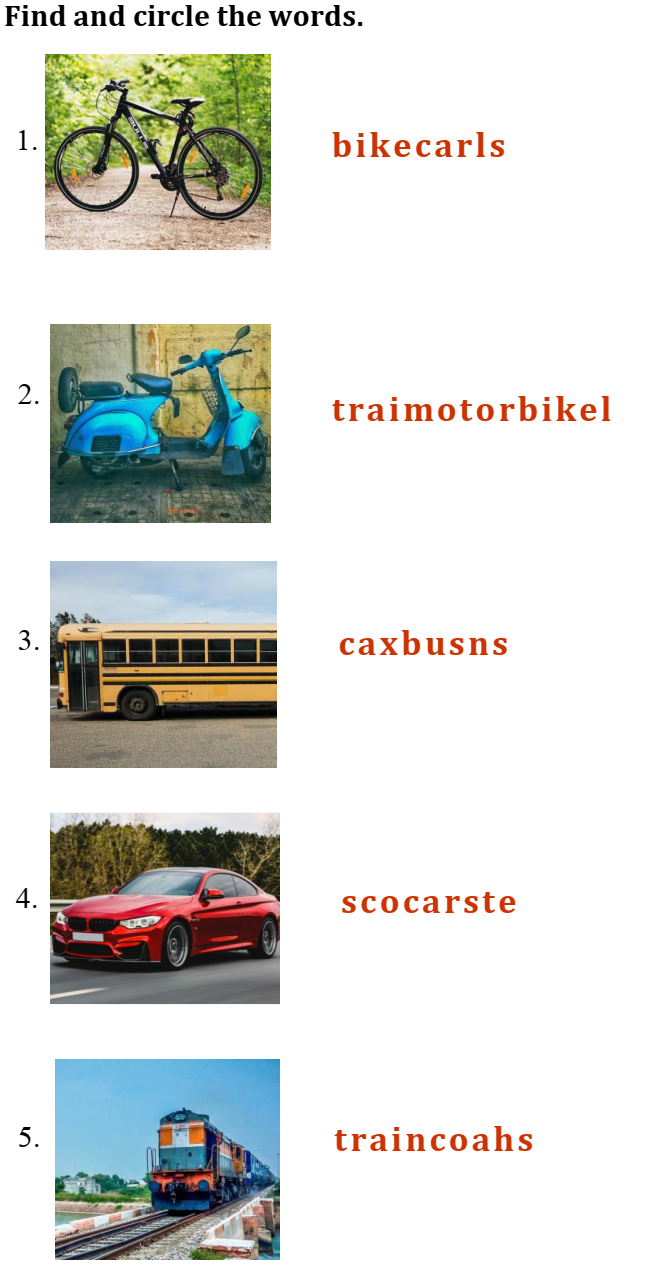 Find and circle the words.
1.
bikecarls
2.
traimotorbikel
3.
caxbusns
4.
scocarste
5.
traincoahs